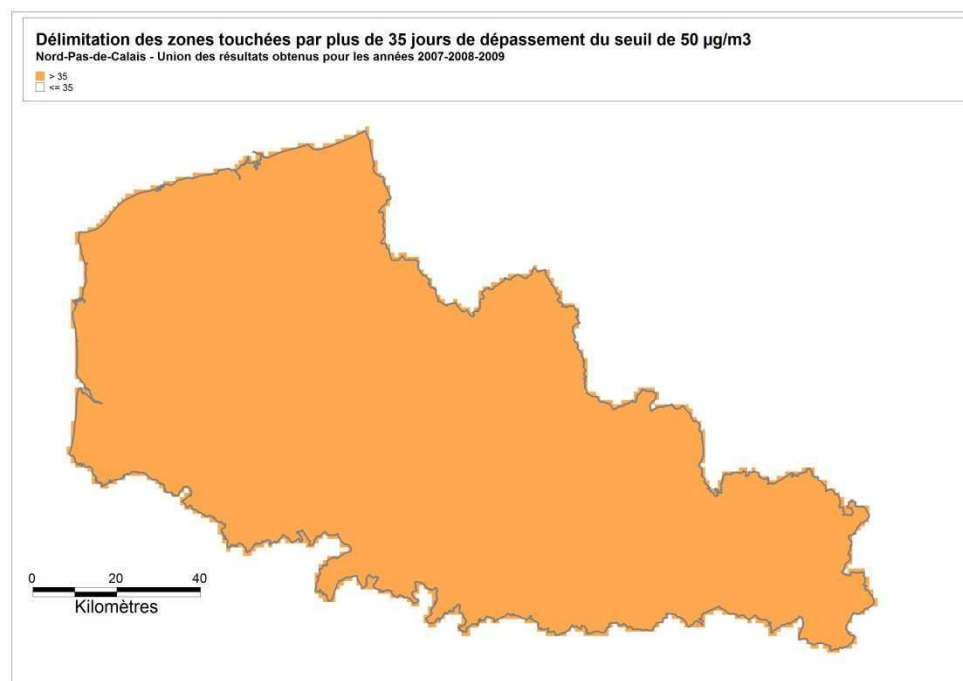 Délimitation des zones touchées par plus de 35 jours de dépassement du seuil de 50 µg/m3
Nord-Pas-de-Calais - Union des résultats obtenus pour les années 2007-2008-2009
> 35
<= 35
0 20 40
Kilomètres